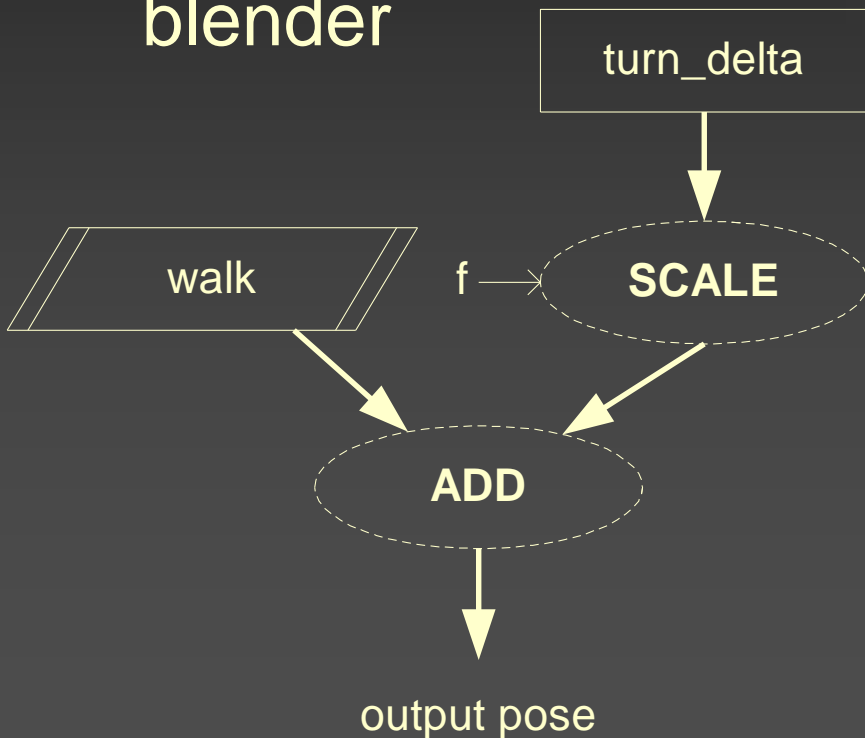 blender
turn_delta
walk
f
SCALE
ADD
output pose